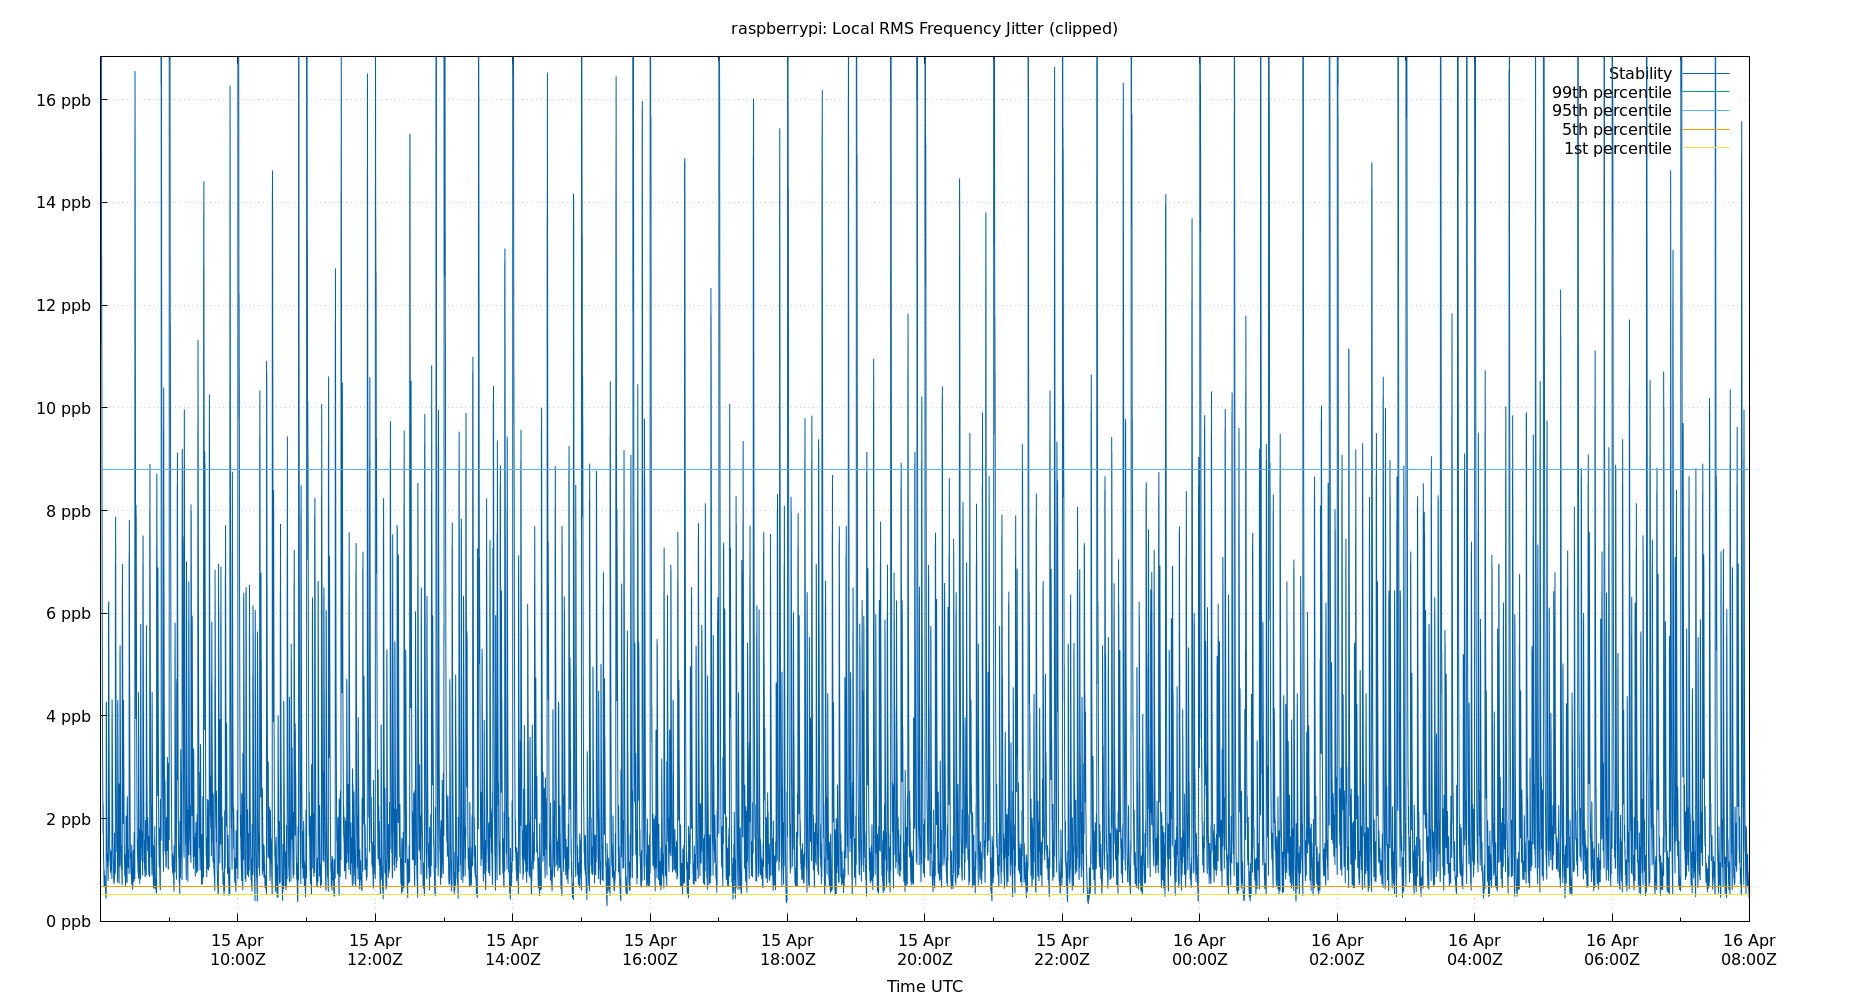 raspberrypi: Local RMS Frequency Jitter (clipped)
Stability
99th percentile
95th percentile
5th percentile
1st percentile
16 ppb
14 ppb
12 ppb
10 ppb
8 ppb
6 ppb
4 ppb
2 ppb
0 ppb
15 Apr 15 Apr 15 Apr 15 Apr 15 Apr 15 Apr 15 Apr 16 Apr 16 Apr 16 Apr 16 Apr 16 Apr
10:00Z 12:00Z 14:00Z 16:00Z 18:00Z 20:00Z 22:00Z 00:00Z 02:00Z 04:00Z 06:00Z 08:00Z
Time UTC